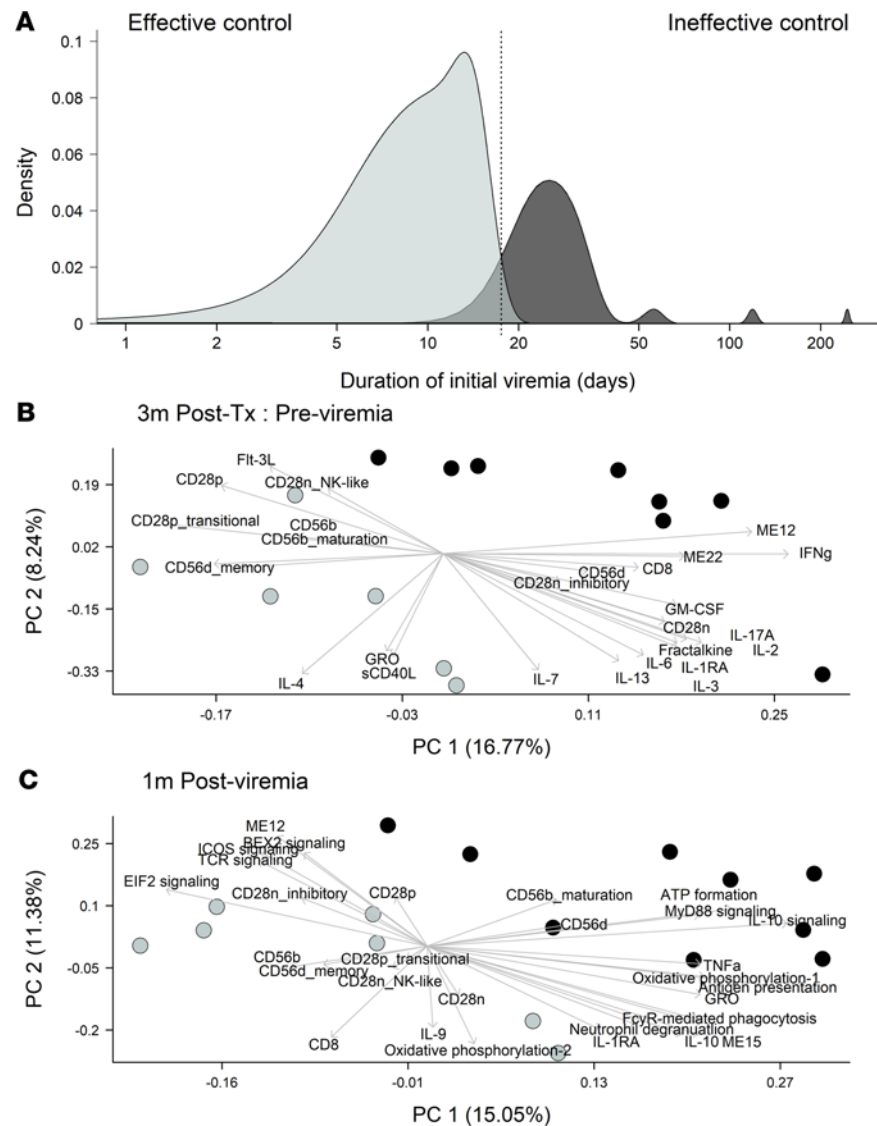 A
Effective control
Ineffective control
0.1
0.08
0.06
0.04
0.02
0
Density
1 2 5 10 20 50 100 200
Duration of initial viremia (days)
B
3m Post-Tx : Pre-viremia
Flt-3L
CD28p
CD28n_NK-like
CD28p_transitional
CD56b
CD56b_maturation
CD56d_memory
ME12
IFNg
ME22
CD8
CD56d
CD28n_inhibitory
GM-CSF
CD28n
IL-17A
Fractalkine
IL-2
IL-6
IL-1RA
IL-13
IL-3
IL-7
GRO
sCD40L
IL-4
0.19
0.02
-0.15
-0.33
PC 2 (8.24%)
-0.17 -0.03 0.11 0.25
PC 1 (16.77%)
C
1m Post-viremia
ME12
BEX2 signaling
ICOS signaling
TCR signaling
EIF2 signaling
CD28n_inhibitory
CD28p
CD56b_maturation
CD56d
ATP formation
MyD88 signaling
IL-10 signaling
CD56b
CD28p_transitional
CD56d_memory
CD28n_NK-like
CD28n
TNFa
Oxidative phosphorylation-1
Antigen presentation
GRO
FcγR-mediated phagocytosis
Neutrophil degranuatlion
IL-9
IL-1RA
IL-10
ME15
CD8
Oxidative phosphorylation-2
0.25
0.1
-0.05
-0.2
PC 2 (11.38%)
-0.16 -0.01 0.13 0.27
PC 1 (15.05%)